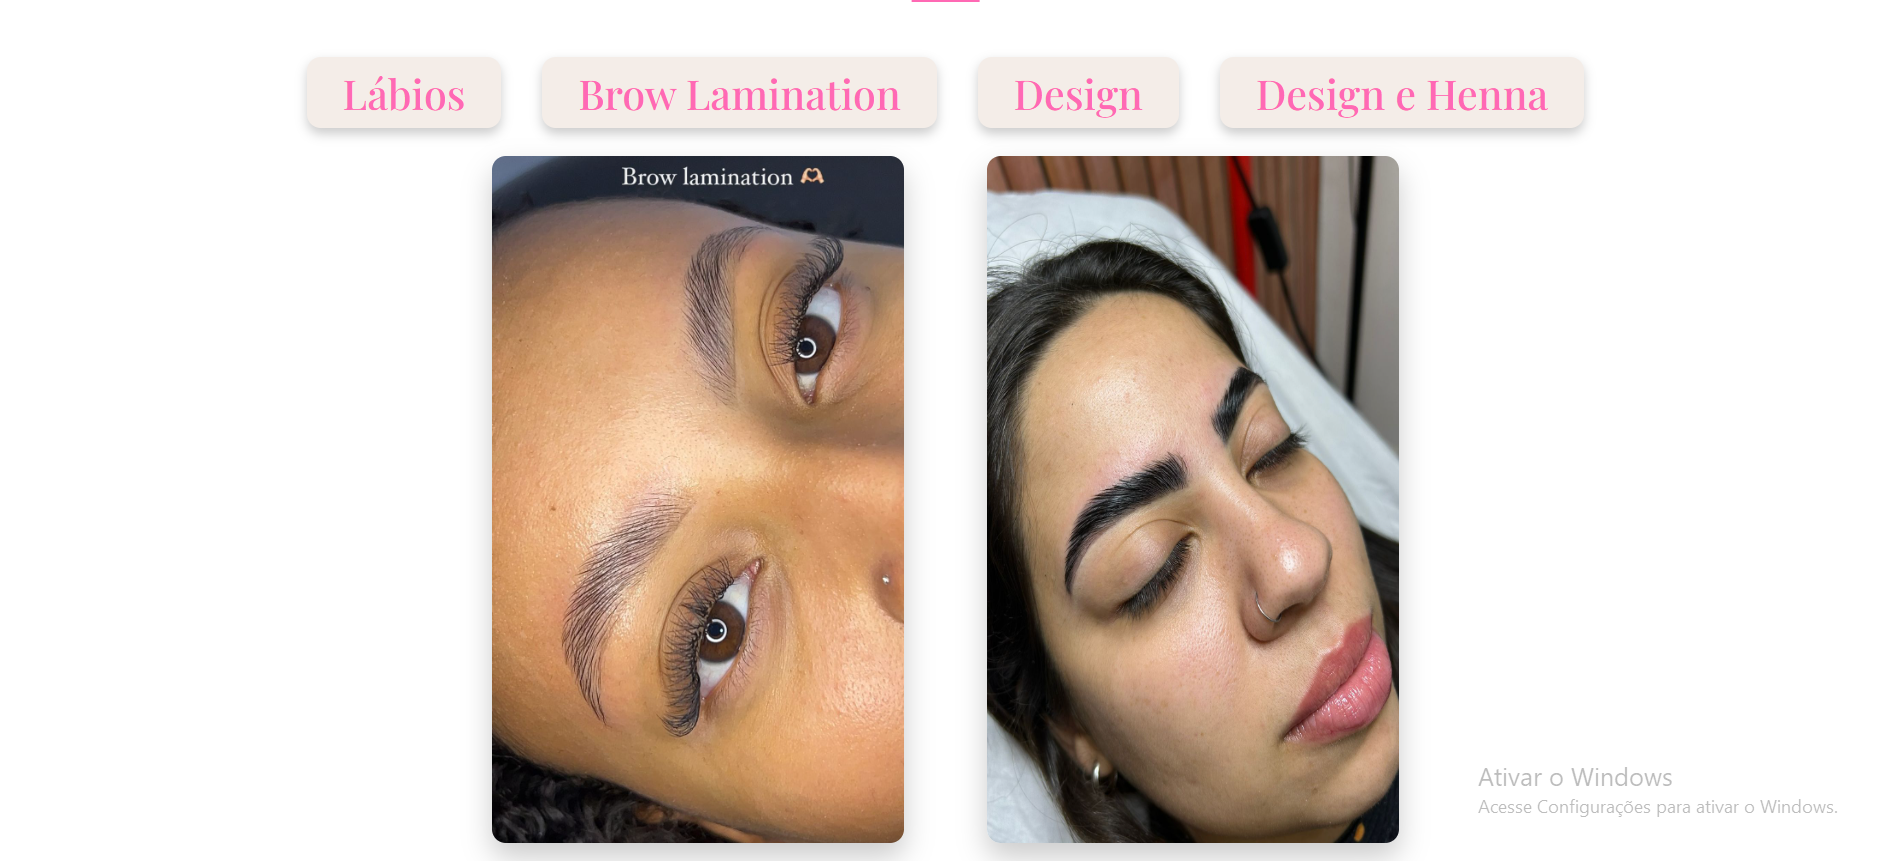 Lábios
Brow Lamination
Design
Design e Henna
Brow lamination 🫶🏼
Ativar o Windows
Acesse Configurações para ativar o Windows.